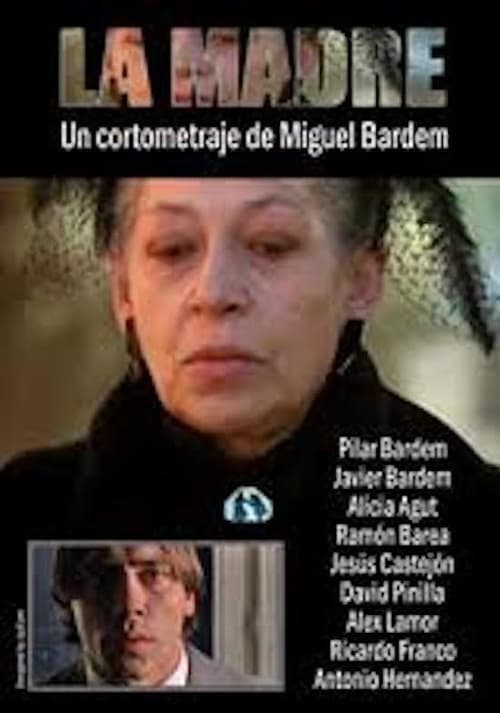 LA MADRE
Un cortometraje de Miguel Bardem
Pilar Bardem
Javier Bardem
Alicia Agut
Ramón Barea
Jesús Castejón
David Pinilla
Alex Lamor
Ricardo Franco
Antonio Hernandez